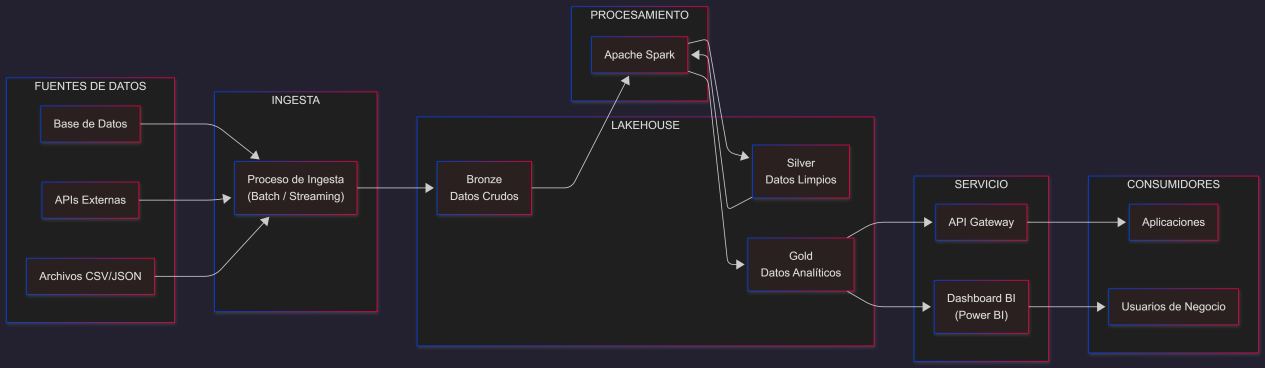 FUENTES DE DATOS
Base de Datos
APIs Externas
Archivos CSV/JSON
INGESTA
Proceso de Ingesta
(Batch / Streaming)
PROCESAMIENTO
Apache Spark
LAKEHOUSE
Bronze
Datos Crudos
Silver
Datos Limpios
Gold
Datos Analíticos
SERVICIO
API Gateway
Dashboard BI
(Power BI)
CONSUMIDORES
Aplicaciones
Usuarios de Negocio